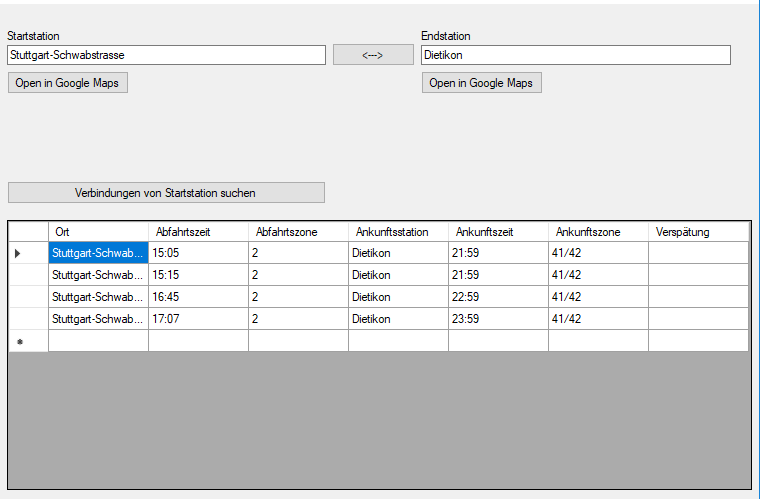 Startstation Endstation
Stuttgart-Schwabstrasse <---> Dietikon
Open in Google Maps Open in Google Maps
Verbindungen von Startstation suchen
Ort Abfahrtszeit Abfahrtszone Ankunftsstation Ankunftszeit Ankunftszone Verspätung
Stuttgart-Schwab... 15:05 2 Dietikon 21:59 41/42
Stuttgart-Schwab... 15:15 2 Dietikon 21:59 41/42
Stuttgart-Schwab... 16:45 2 Dietikon 22:59 41/42
Stuttgart-Schwab... 17:07 2 Dietikon 23:59 41/42